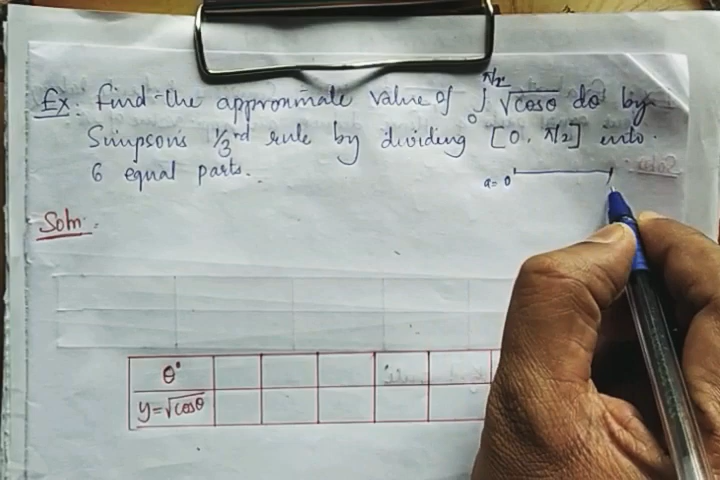 Ex: Find the approximate value of ∫₀^π/2 √cosθ dθ by
Simpson's 1/3rd rule by dividing [0, π/2] into
6 equal parts.
a = 0
Soln:
θ°
y=√cosθ